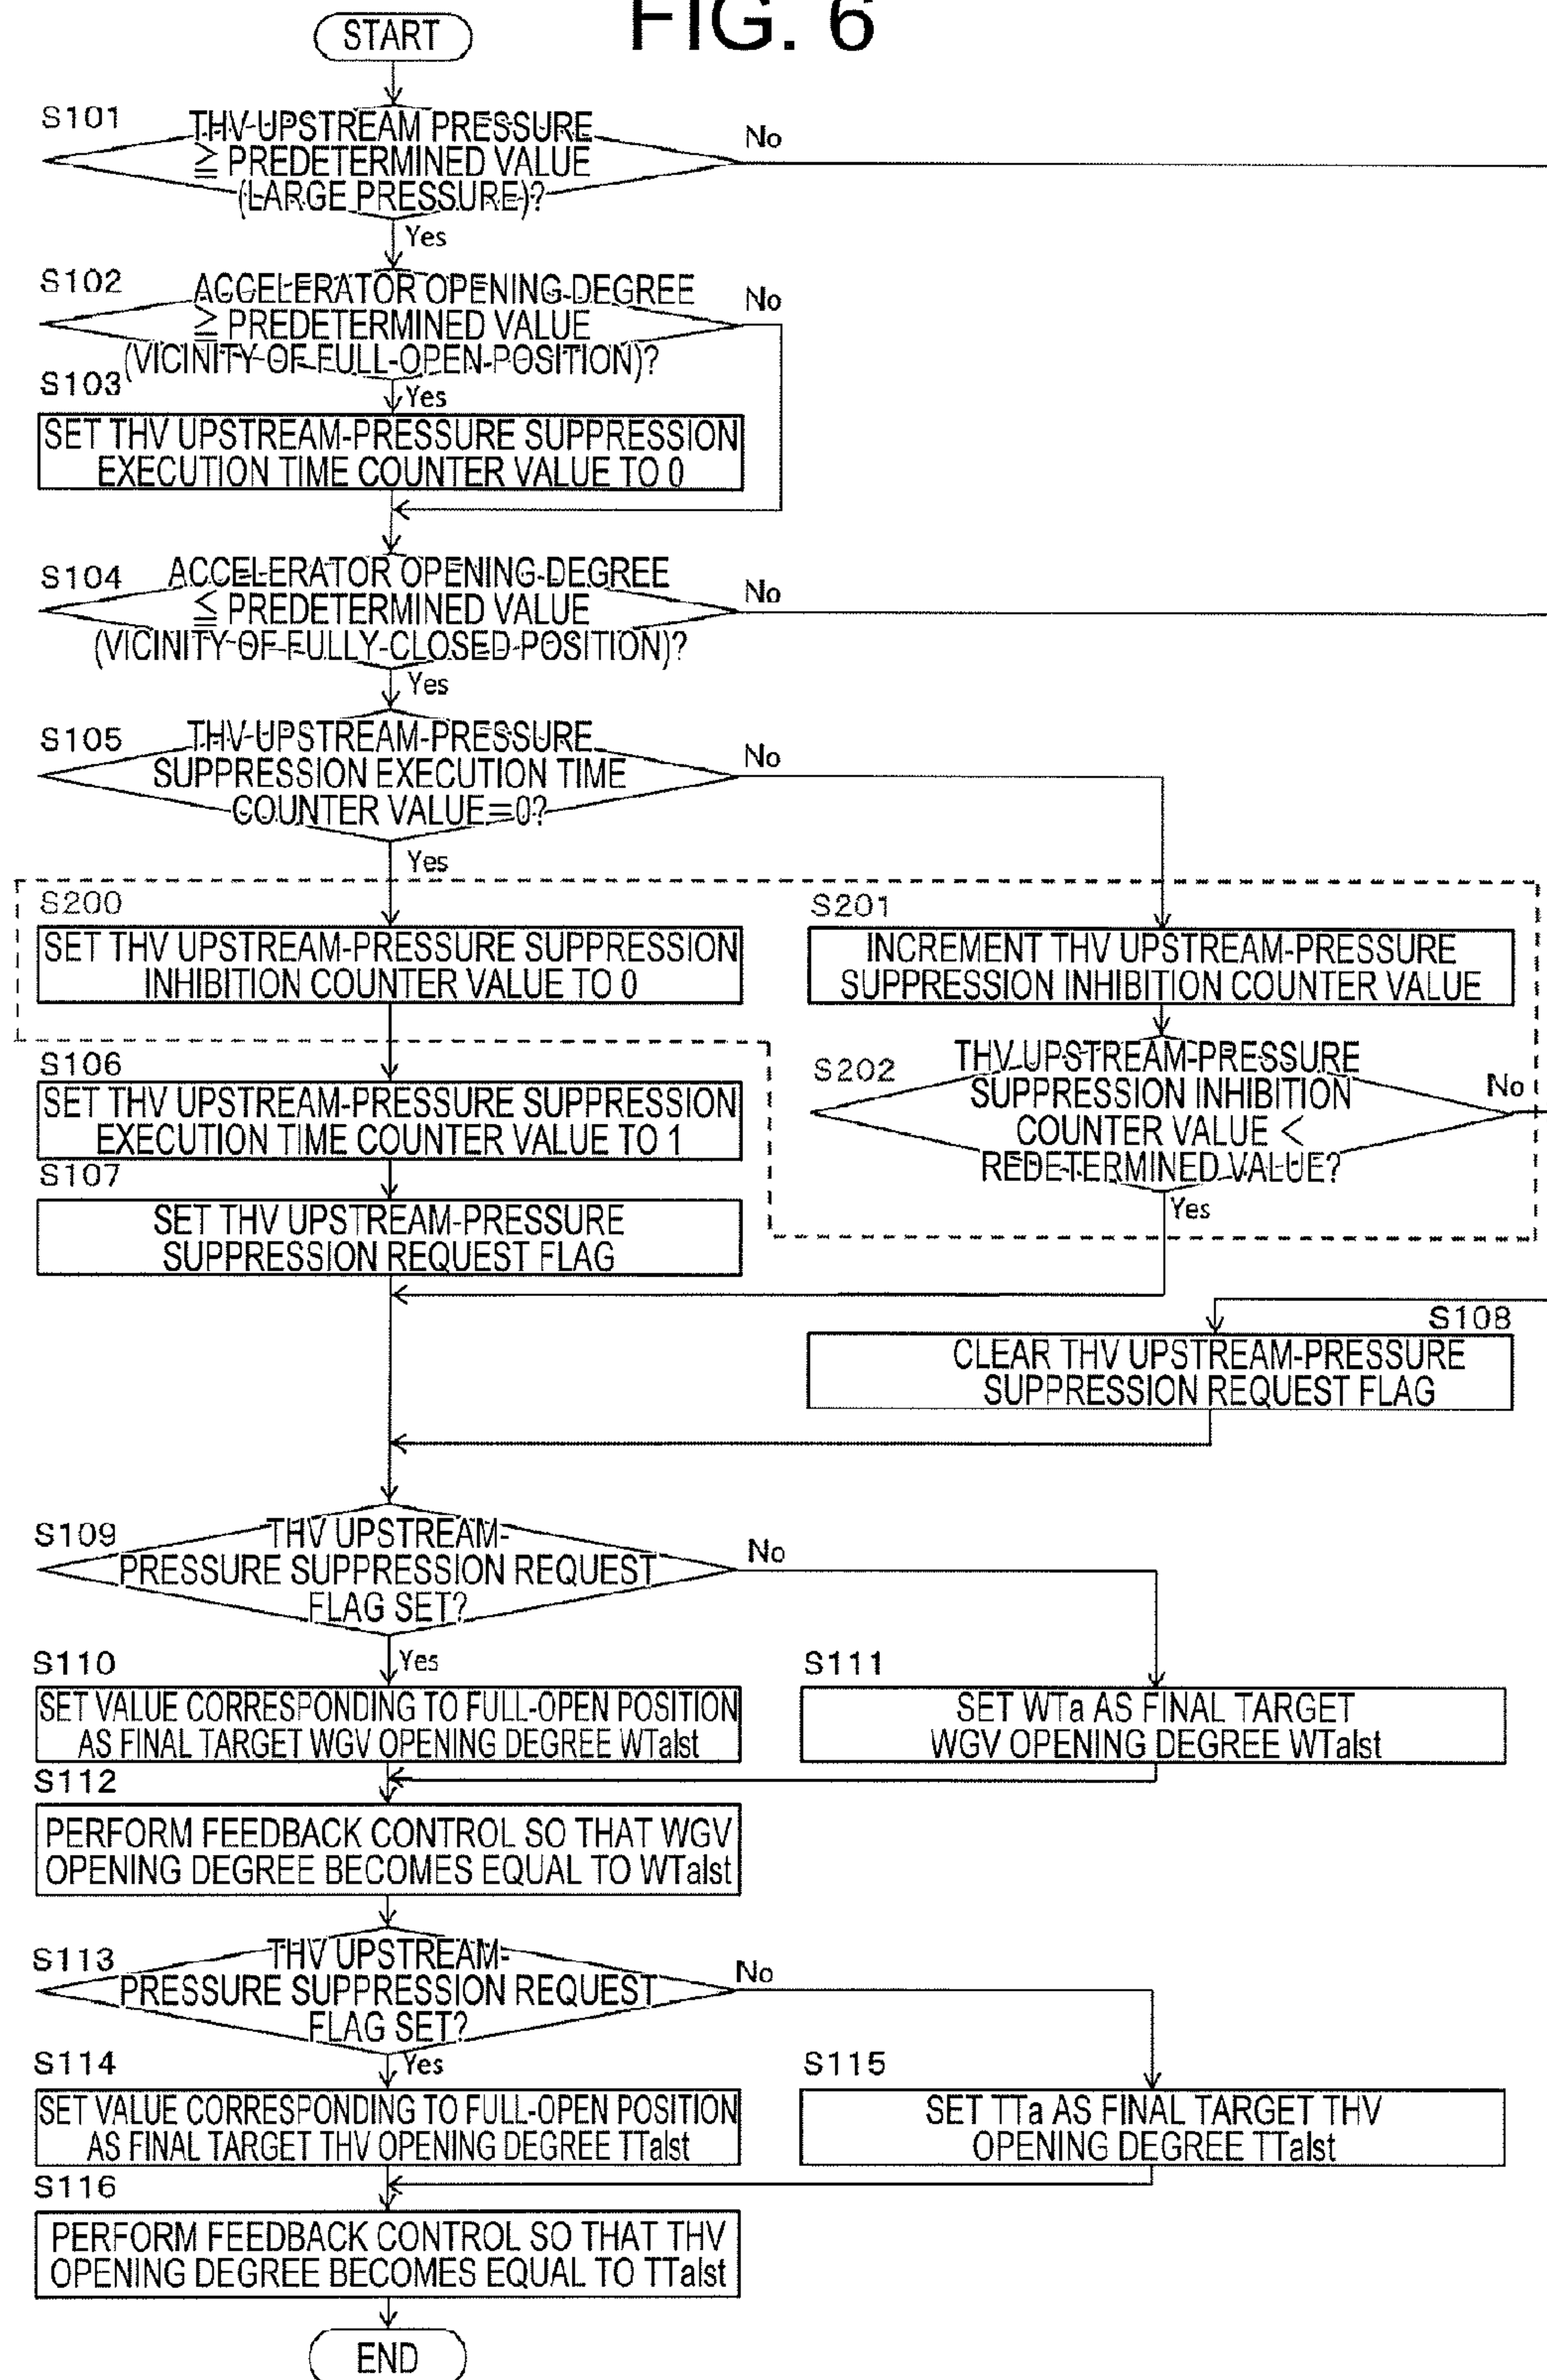 FIG. 6
START
S101
THV-UPSTREAM PRESSURE
≧ PREDETERMINED VALUE
(LARGE PRESSURE)?
No
Yes
S102
ACCELERATOR OPENING-DEGREE
≧ PREDETERMINED VALUE
(VICINITY-OF-FULL-OPEN-POSITION)?
No
Yes
S103
SET THV UPSTREAM-PRESSURE SUPPRESSION
EXECUTION TIME COUNTER VALUE TO 0
S104
ACCELERATOR OPENING-DEGREE
≦ PREDETERMINED VALUE
(VICINITY-OF-FULLY-CLOSED-POSITION)?
No
Yes
S105
THV-UPSTREAM-PRESSURE
SUPPRESSION EXECUTION TIME
COUNTER VALUE=0?
No
Yes
S200
SET THV UPSTREAM-PRESSURE SUPPRESSION
INHIBITION COUNTER VALUE TO 0
S201
INCREMENT THV UPSTREAM-PRESSURE
SUPPRESSION INHIBITION COUNTER VALUE
S106
SET THV UPSTREAM-PRESSURE SUPPRESSION
EXECUTION TIME COUNTER VALUE TO 1
S202
THV UPSTREAM-PRESSURE
SUPPRESSION INHIBITION
COUNTER VALUE <
REDETERMINED VALUE?
No
Yes
S107
SET THV UPSTREAM-PRESSURE
SUPPRESSION REQUEST FLAG
S108
CLEAR THV UPSTREAM-PRESSURE
SUPPRESSION REQUEST FLAG
S109
THV UPSTREAM-
PRESSURE SUPPRESSION REQUEST
FLAG SET?
No
Yes
S110
SET VALUE CORRESPONDING TO FULL-OPEN POSITION
AS FINAL TARGET WGV OPENING DEGREE WTalst
S111
SET WTa AS FINAL TARGET
WGV OPENING DEGREE WTalst
S112
PERFORM FEEDBACK CONTROL SO THAT WGV
OPENING DEGREE BECOMES EQUAL TO WTalst
S113
THV UPSTREAM-
PRESSURE SUPPRESSION REQUEST
FLAG SET?
No
Yes
S114
SET VALUE CORRESPONDING TO FULL-OPEN POSITION
AS FINAL TARGET THV OPENING DEGREE TTalst
S115
SET TTa AS FINAL TARGET THV
OPENING DEGREE TTalst
S116
PERFORM FEEDBACK CONTROL SO THAT THV
OPENING DEGREE BECOMES EQUAL TO TTalst
END